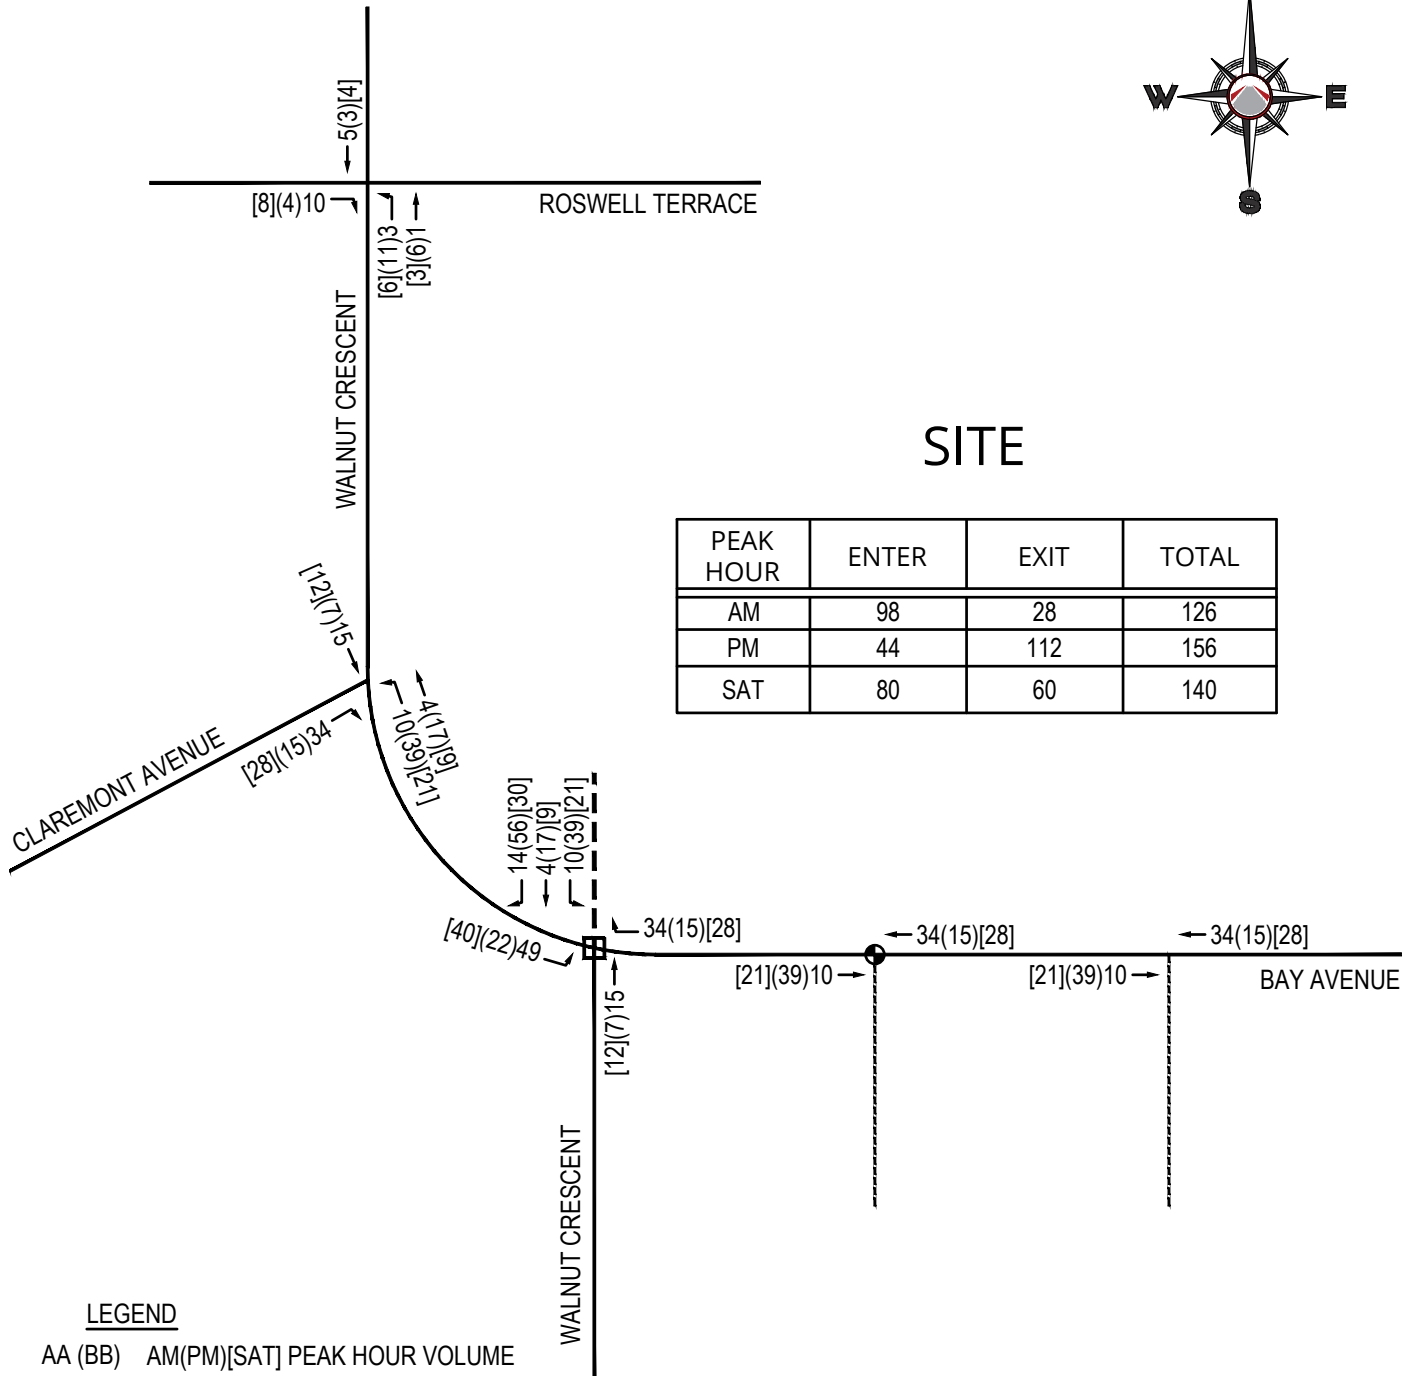 W E
S
5(3)[4]
[8](4)10
ROSWELL TERRACE
[6](11)3
[3](6)1
WALNUT CRESCENT
SITE
PEAK HOUR ENTER EXIT TOTAL
AM 98 28 126
PM 44 112 156
SAT 80 60 140
[12](7)15
4(17)[9]
10(39)[21]
CLAREMONT AVENUE
[28](15)34
14(56)[30]
4(17)[9]
10(39)[21]
[40](22)49
34(15)[28]
34(15)[28]
34(15)[28]
[21](39)10
[21](39)10
BAY AVENUE
[12](7)15
WALNUT CRESCENT
LEGEND
AA (BB) AM(PM)[SAT] PEAK HOUR VOLUME